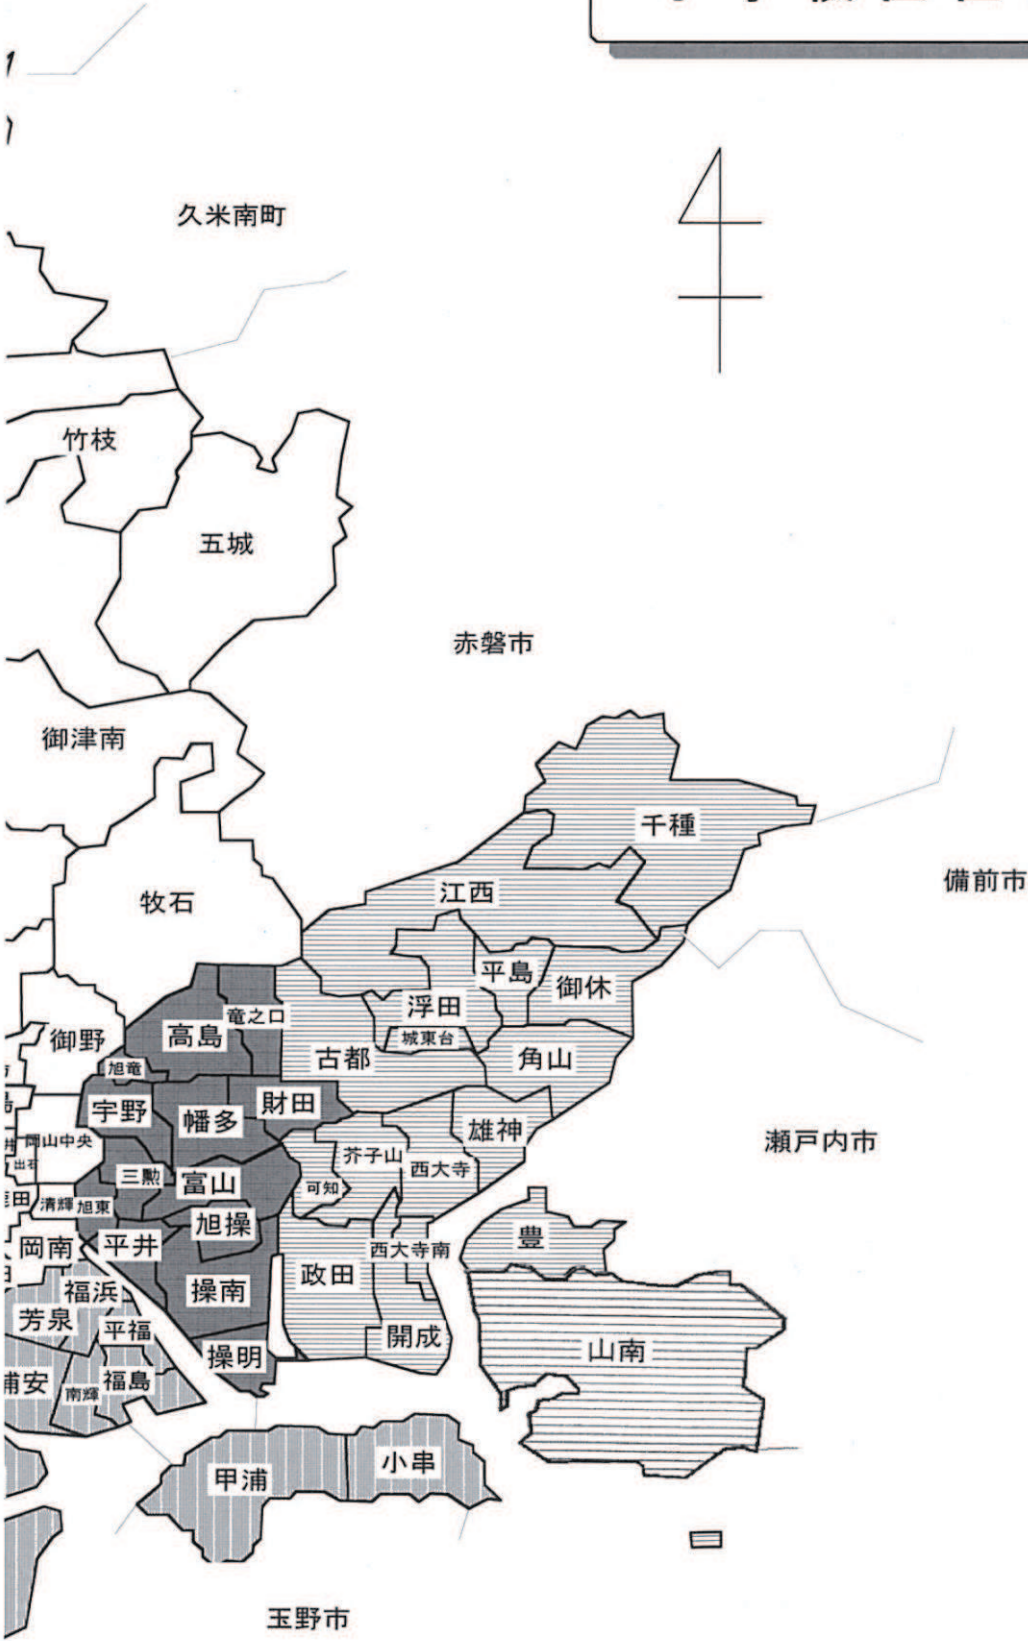 久米南町
竹枝
五城
赤磐市
御津南
千種
備前市
江西
牧石
平島
御休
浮田
竜之口
高島
御野
城東台
古都
角山
旭竜
財田
宇野
幡多
雄神
岡山中央
瀬戸内市
芥子山
出石
西大寺
三勲
富山
可知
清輝
旭東
旭操
豊
岡南
平井
西大寺南
政田
福浜
操南
芳泉
平福
開成
山南
操明
福島
南輝
小串
甲浦
玉野市